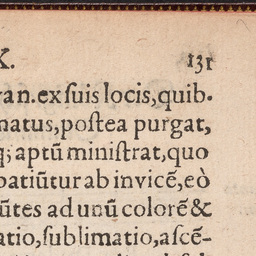 X. 131
van.ex ſuis locis,quib.
natus,poſtea purgat,
q; aptũ miniſtrat,quo
patiũtur ab invicẽ,eò
ũtes ad unũ colorẽ &
atio,ſublimatio,aſcẽ-